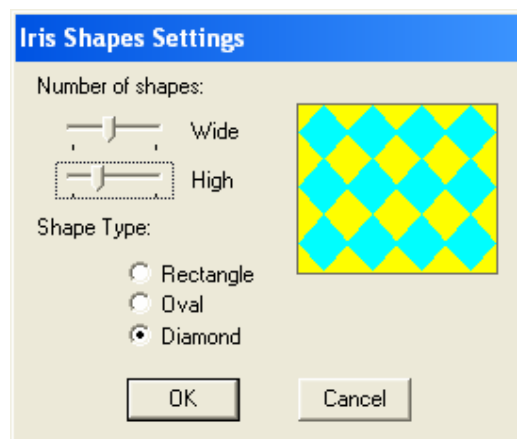 Iris Shapes Settings
Number of shapes:
Wide
High
Shape Type:
Rectangle
Oval
Diamond
OK Cancel